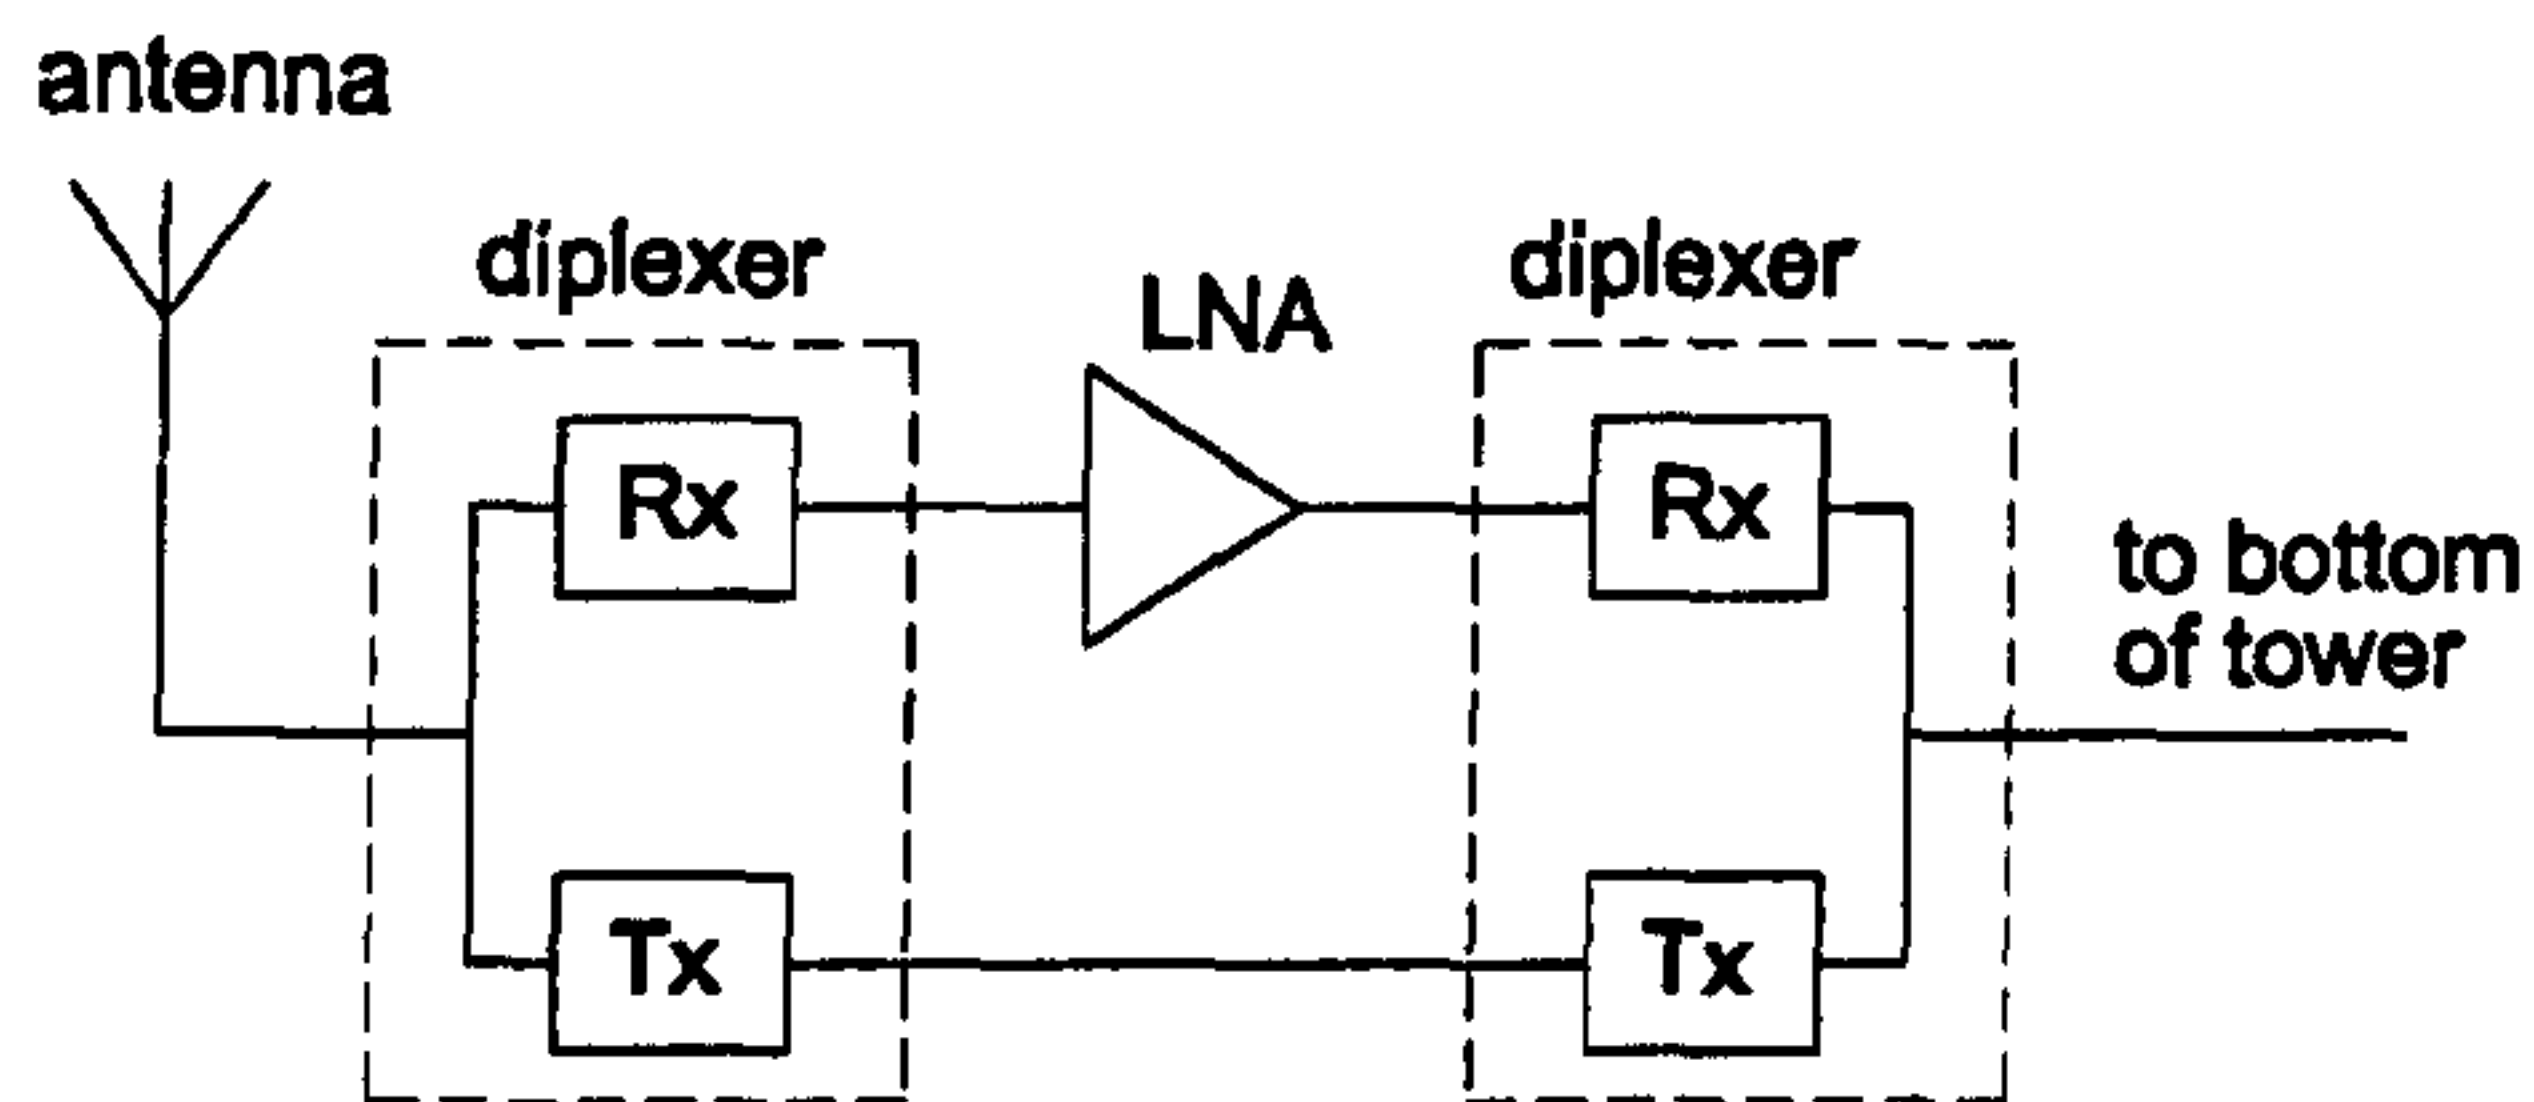 antenna
diplexer
LNA
diplexer
Rx
Rx
to bottom
of tower
Tx
Tx